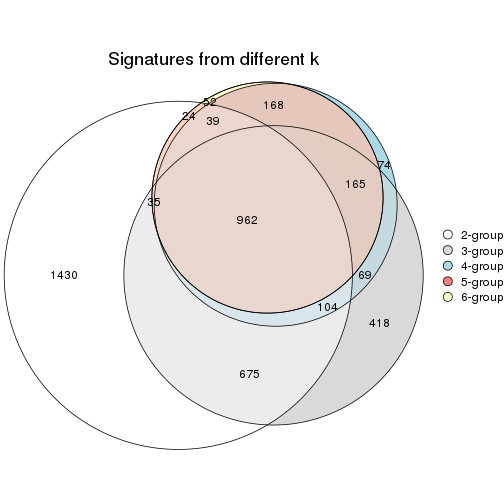 Signatures from different k
52
168
24
39
74
165
35
962
1430
69
104
418
675
2-group
3-group
4-group
5-group
6-group